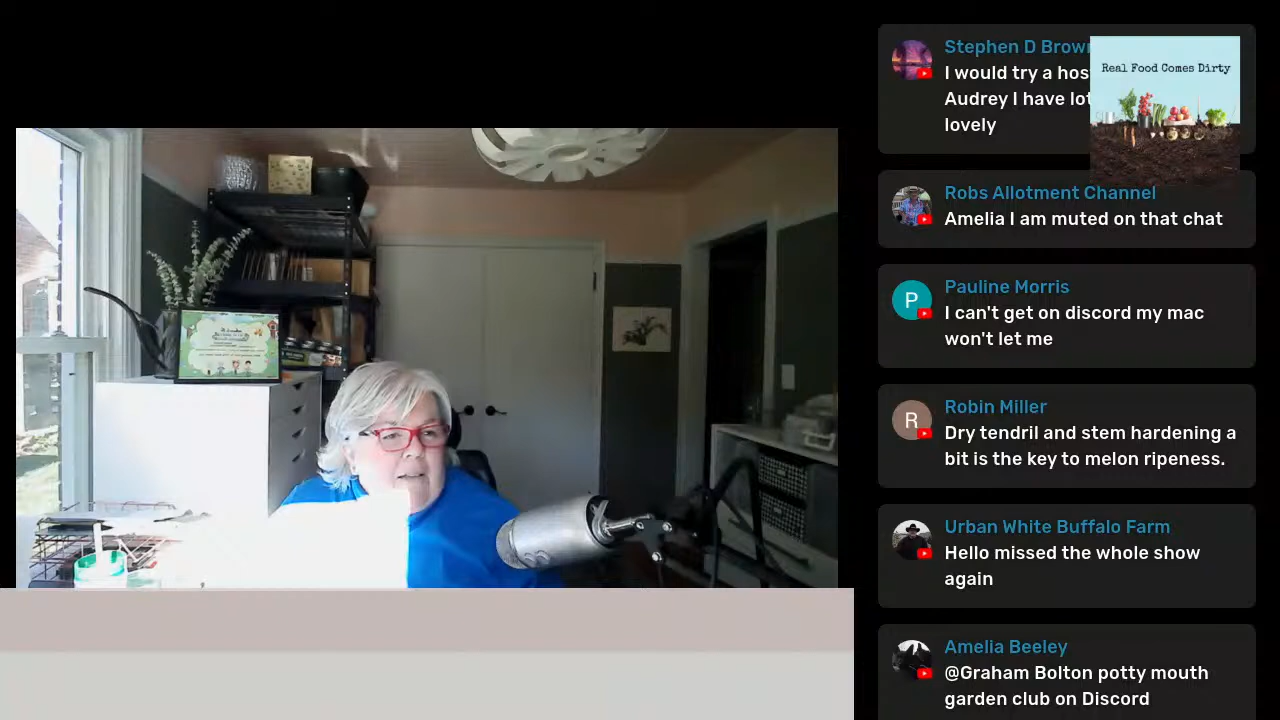 Stephen D Brown
I would try a hos
Audrey I have lot
lovely
Real Food Comes Dirty
Robs Allotment Channel
Amelia I am muted on that chat
P
Pauline Morris
I can't get on discord my mac
won't let me
R
Robin Miller
Dry tendril and stem hardening a
bit is the key to melon ripeness.
Urban White Buffalo Farm
Hello missed the whole show
again
Amelia Beeley
@Graham Bolton potty mouth
garden club on Discord